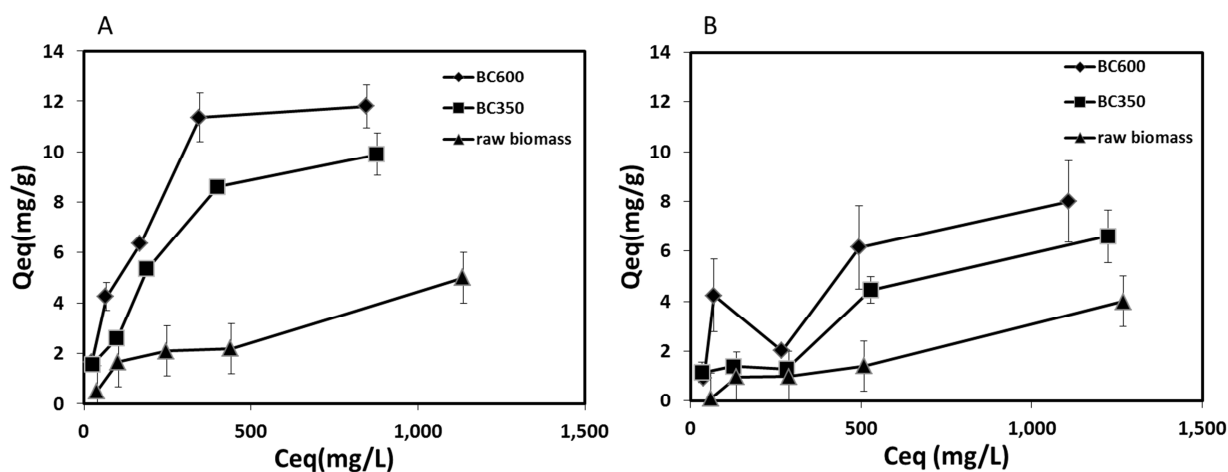 A
14
12
10
8
6
4
2
0
Qeq(mg/g)
BC600
BC350
raw biomass
0
500
1,000
1,500
Ceq(mg/L)
B
14
12
10
8
6
4
2
0
Qeq(mg/g)
BC600
BC350
raw biomass
0
500
1,000
1,500
Ceq (mg/L)